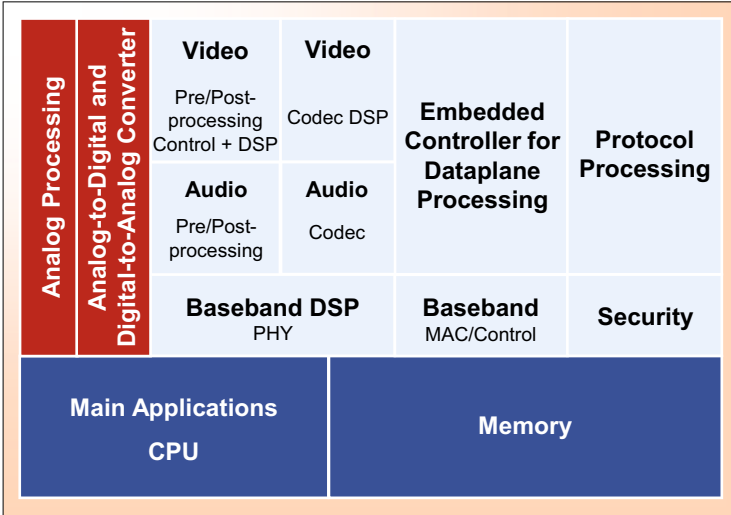 Analog Processing
Analog-to-Digital and
Digital-to-Analog Converter
Video
Pre/Post-
processing
Control + DSP
Video
Codec DSP
Audio
Pre/Post-
processing
Audio
Codec
Embedded
Controller for
Dataplane
Processing
Protocol
Processing
Baseband DSP
PHY
Baseband
MAC/Control
Security
Main Applications
CPU
Memory